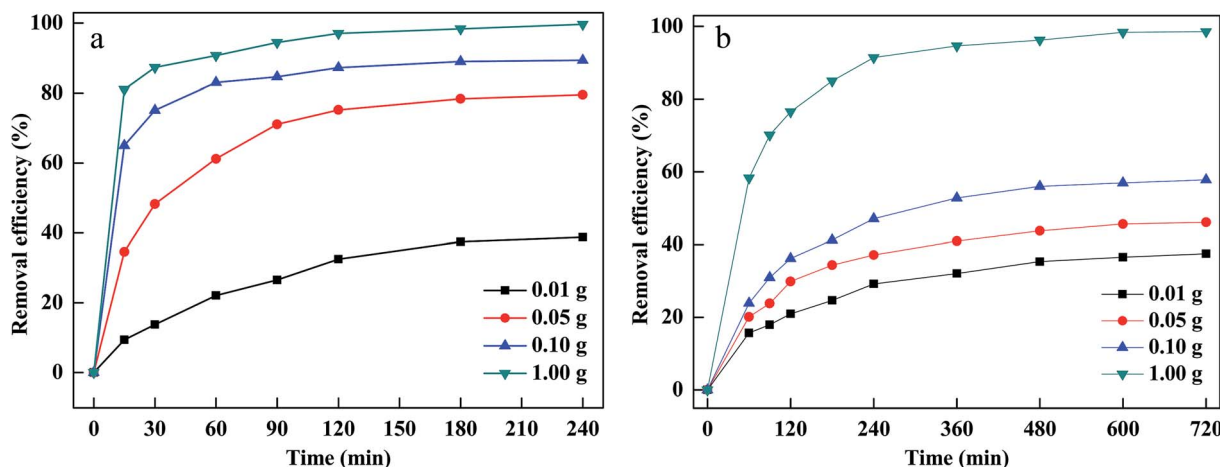 a
Removal efficiency (%)
100
80
60
40
20
0
0.01 g
0.05 g
0.10 g
1.00 g
0 30 60 90 120 150 180 210 240
Time (min)
b
Removal efficiency (%)
100
80
60
40
20
0
0.01 g
0.05 g
0.10 g
1.00 g
0 120 240 360 480 600 720
Time (min)